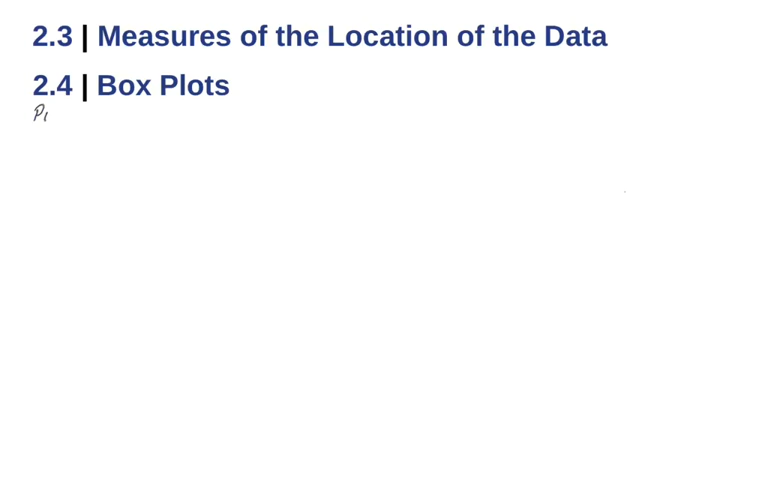 2.3 | Measures of the Location of the Data
2.4 | Box Plots